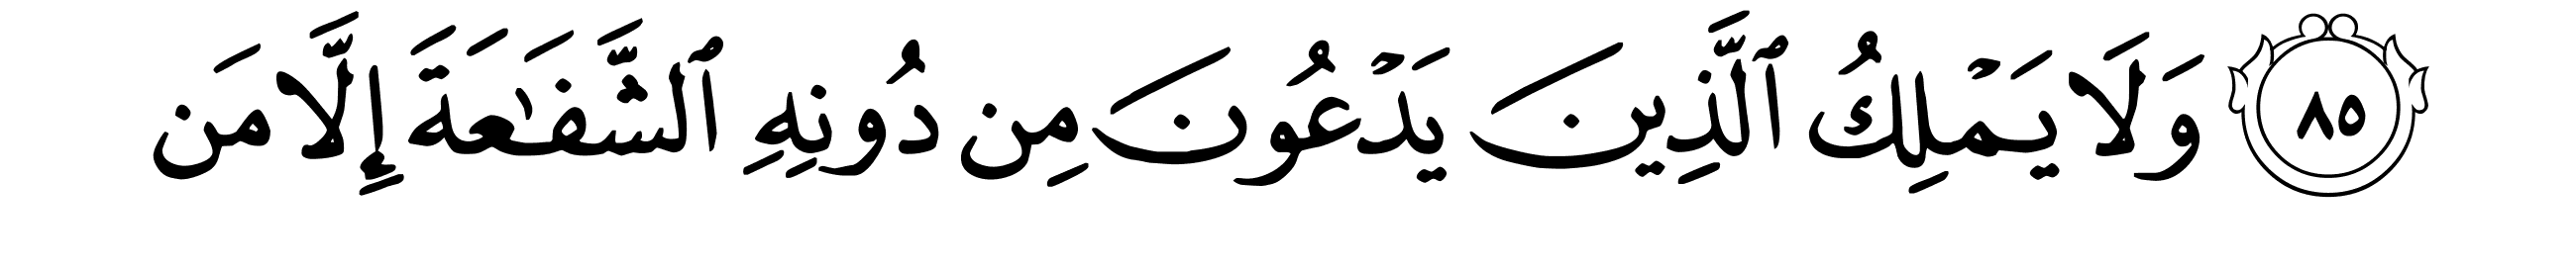 ٨٥ وَلَا يَمْلِكُ ٱلَّذِينَ يَدْعُونَ مِن دُونِهِ ٱلشَّفَٰعَةَ إِلَّا مَن